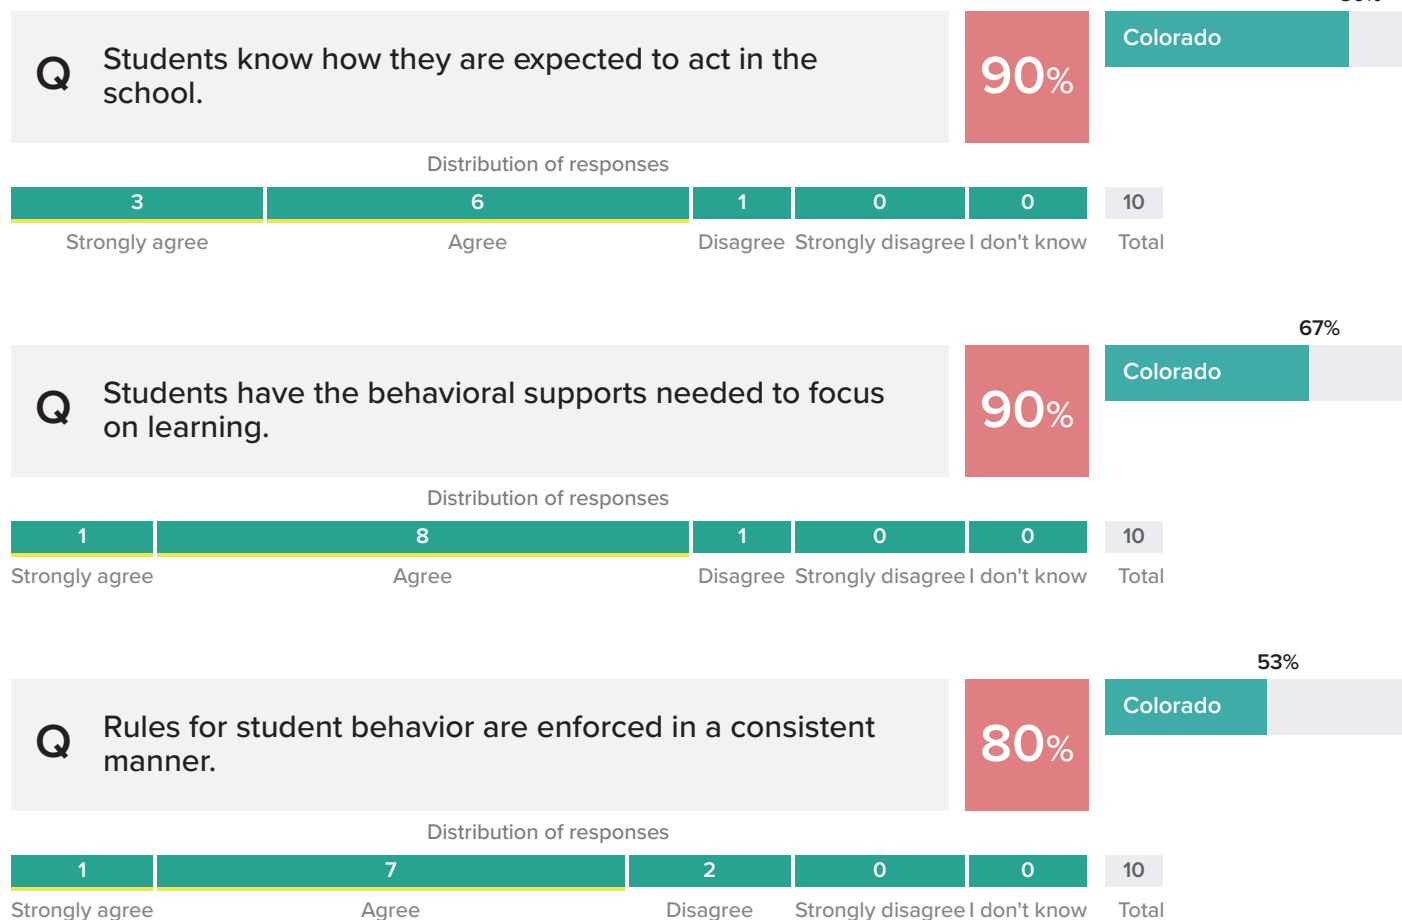 Q
Students know how they are expected to act in the
school.
90%
Colorado
Distribution of responses
3
6
1
0
0
10
Strongly agree
Agree
Disagree
Strongly disagree
I don't know
Total
67%
Q
Students have the behavioral supports needed to focus
on learning.
90%
Colorado
Distribution of responses
1
8
1
0
0
10
Strongly agree
Agree
Disagree
Strongly disagree
I don't know
Total
53%
Q
Rules for student behavior are enforced in a consistent
manner.
80%
Colorado
Distribution of responses
1
7
2
0
0
10
Strongly agree
Agree
Disagree
Strongly disagree
I don't know
Total